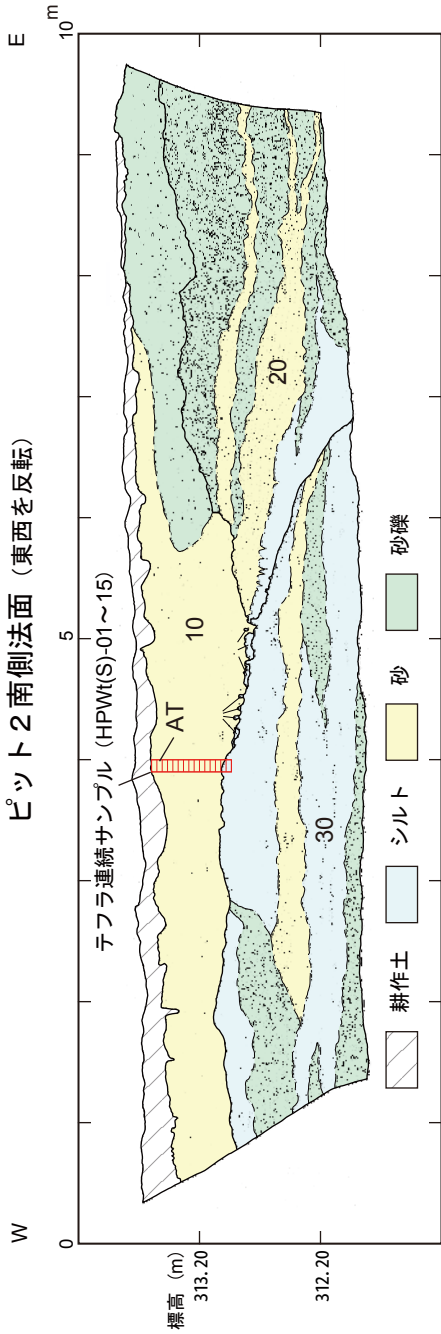 ピット２南側法面（東西を反転）
W
E
テフラ連続サンプル（HPWt(S)-01～15）
AT
10
20
30
標高（m）
313.20
312.20
0
5
10
m
耕作土
シルト
砂
砂礫